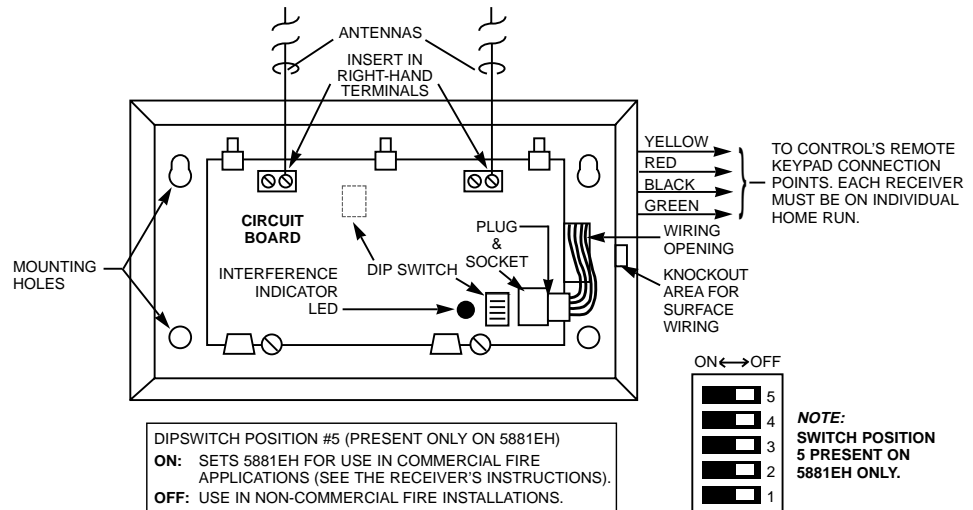 ANTENNAS
INSERT IN
RIGHT-HAND
TERMINALS
YELLOW
RED
BLACK
GREEN
TO CONTROL'S REMOTE
KEYPAD CONNECTION
POINTS. EACH RECEIVER
MUST BE ON INDIVIDUAL
HOME RUN.
CIRCUIT
BOARD
PLUG
&
SOCKET
WIRING
OPENING
DIP SWITCH
MOUNTING
HOLES
INTERFERENCE
INDICATOR
LED
KNOCKOUT
AREA FOR
SURFACE
WIRING
ON OFF
5
4
3
2
1
NOTE:
SWITCH POSITION
5 PRESENT ON
5881EH ONLY.
DIPSWITCH POSITION #5 (PRESENT ONLY ON 5881EH)
ON: SETS 5881EH FOR USE IN COMMERCIAL FIRE
APPLICATIONS (SEE THE RECEIVER'S INSTRUCTIONS).
OFF: USE IN NON-COMMERCIAL FIRE INSTALLATIONS.